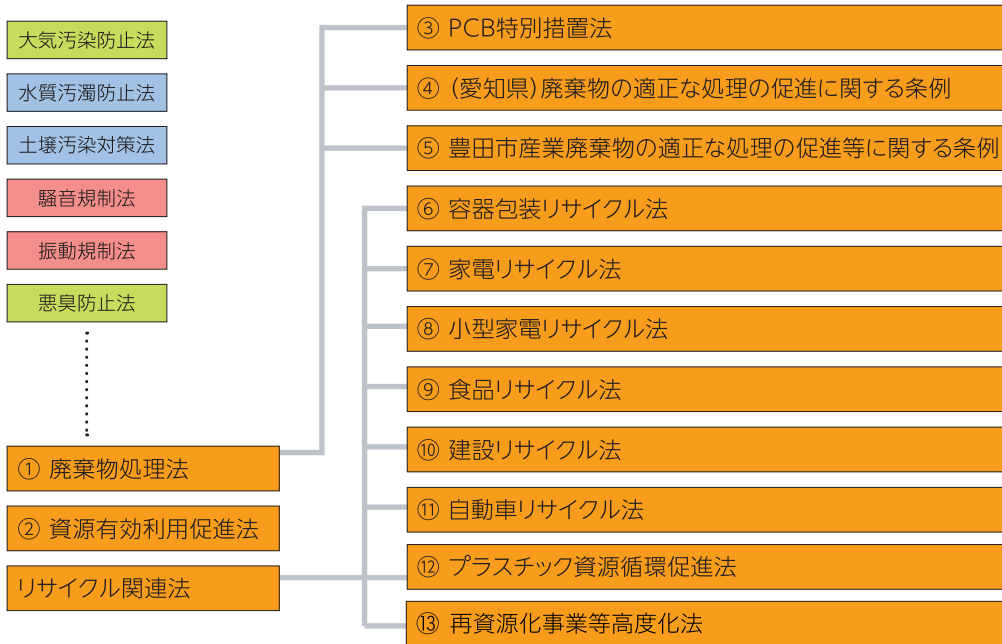 大気汚染防止法
水質汚濁防止法
土壌汚染対策法
騒音規制法
振動規制法
悪臭防止法
① 廃棄物処理法
② 資源有効利用促進法
リサイクル関連法
③ PCB特別措置法
④ (愛知県)廃棄物の適正な処理の促進に関する条例
⑤ 豊田市産業廃棄物の適正な処理の促進等に関する条例
⑥ 容器包装リサイクル法
⑦ 家電リサイクル法
⑧ 小型家電リサイクル法
⑨ 食品リサイクル法
⑩ 建設リサイクル法
⑪ 自動車リサイクル法
⑫ プラスチック資源循環促進法
⑬ 再資源化事業等高度化法